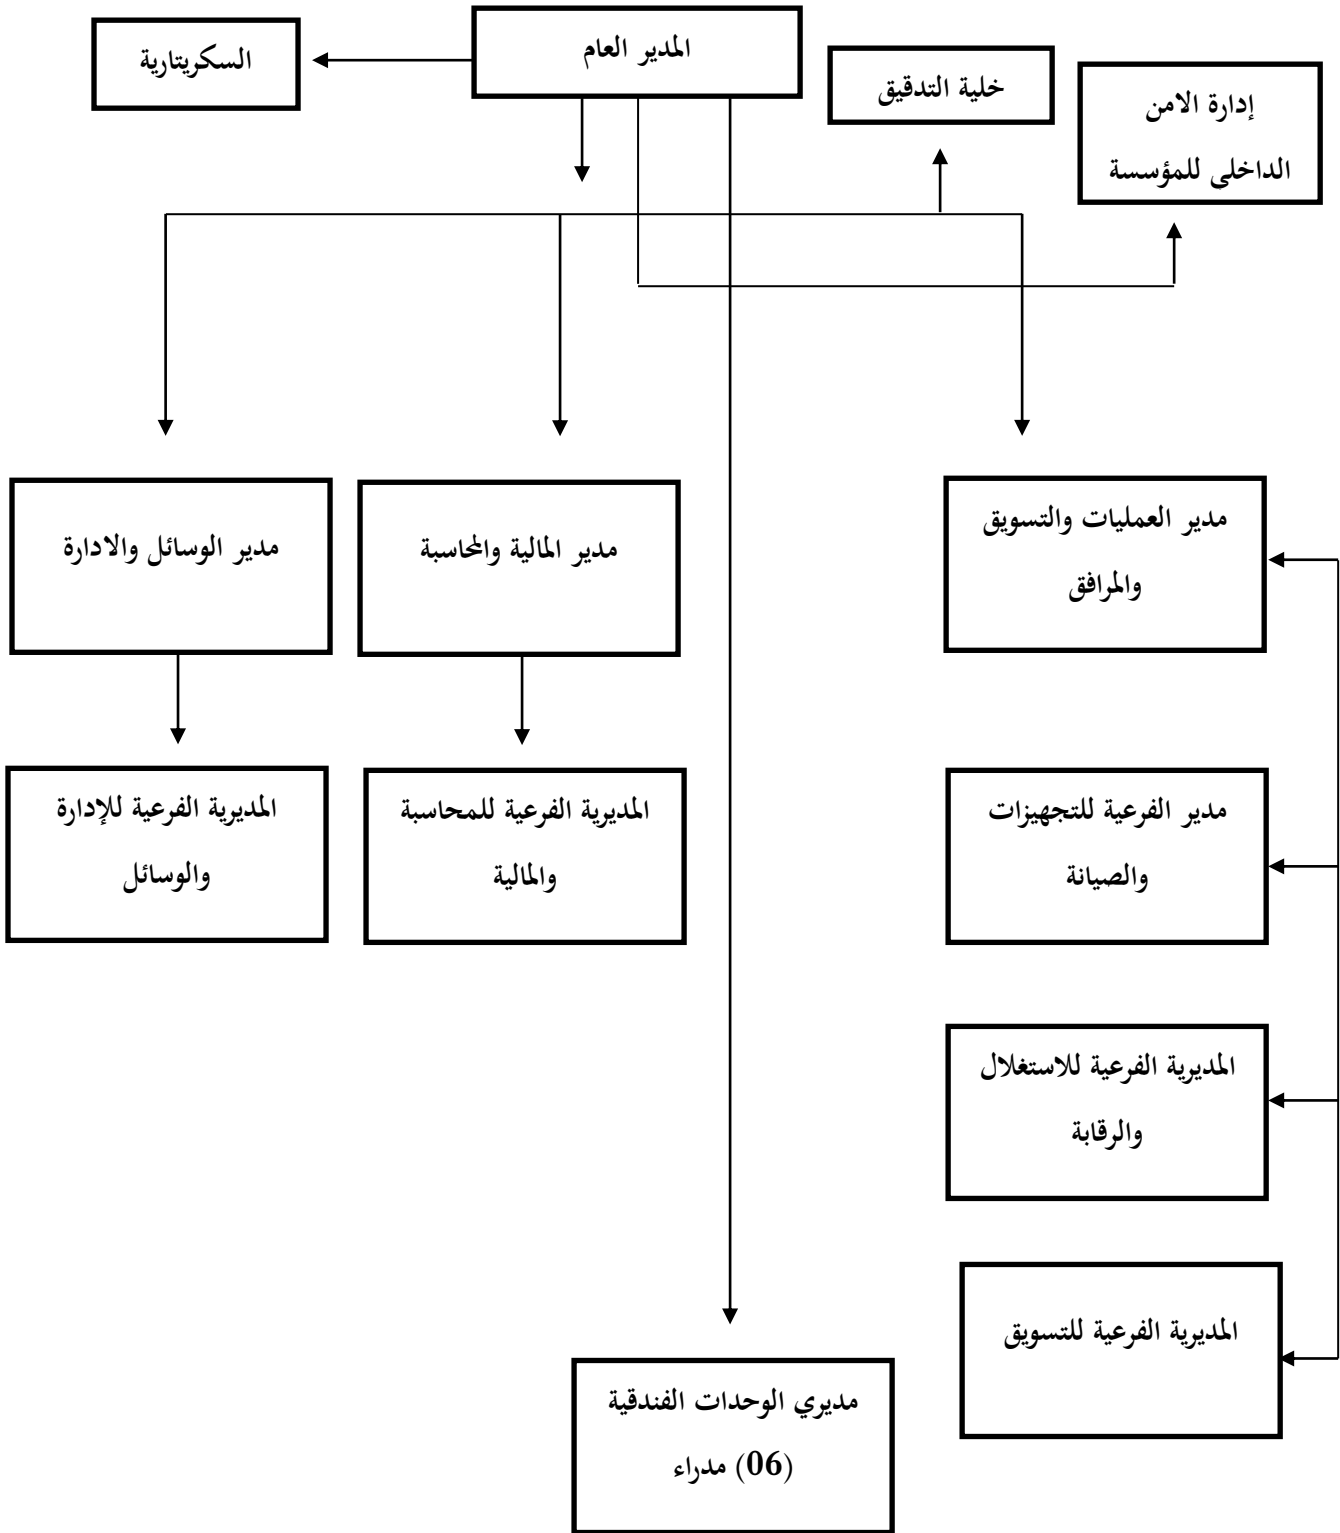 المدير العام
السكريتارية
خلية التدقيق
إدارة الامن
الداخلي للمؤسسة
مدير العمليات والتسويق
والمرافق
مدير المالية والمحاسبة
مدير الوسائل والادارة
مدير الفرعية للتجهيزات
والصيانة
المديرية الفرعية للمحاسبة
والمالية
المديرية الفرعية للإدارة
والوسائل
المديرية الفرعية للاستغلال
والرقابة
المديرية الفرعية للتسويق
مديري الوحدات الفندقية
(06) مدراء